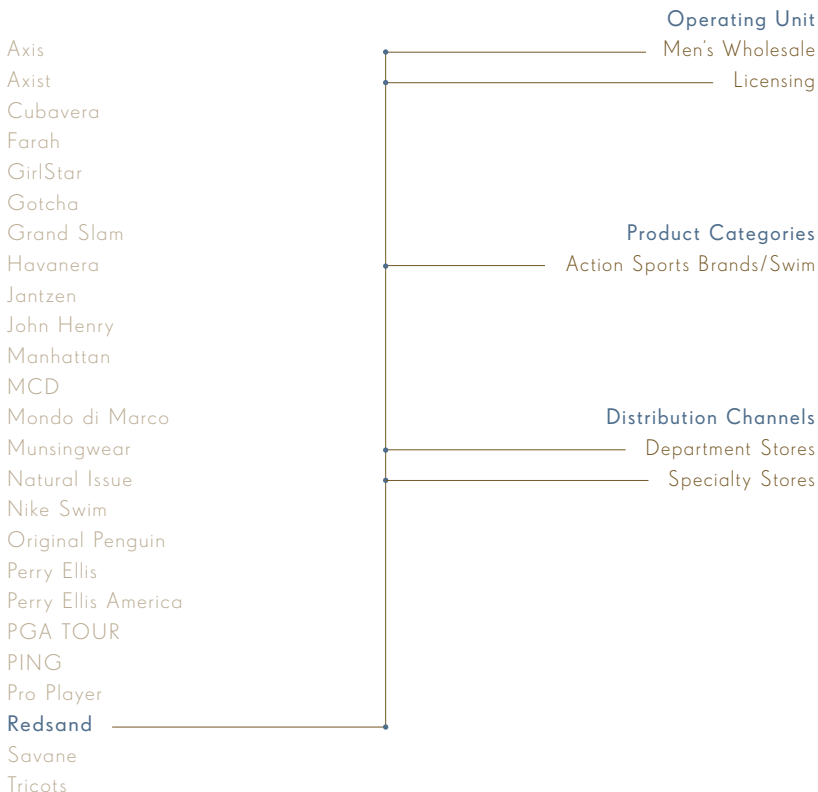 Axis
Axist
Cubavera
Farah
GirlStar
Gotcha
Grand Slam
Havanera
Jantzen
John Henry
Manhattan
MCD
Mondo di Marco
Munsingwear
Natural Issue
Nike Swim
Original Penguin
Perry Ellis
Perry Ellis America
PGA TOUR
PING
Pro Player
Redsand
Savane
Tricots
Operating Unit
Men's Wholesale
Licensing
Product Categories
Action Sports Brands/Swim
Distribution Channels
Department Stores
Specialty Stores